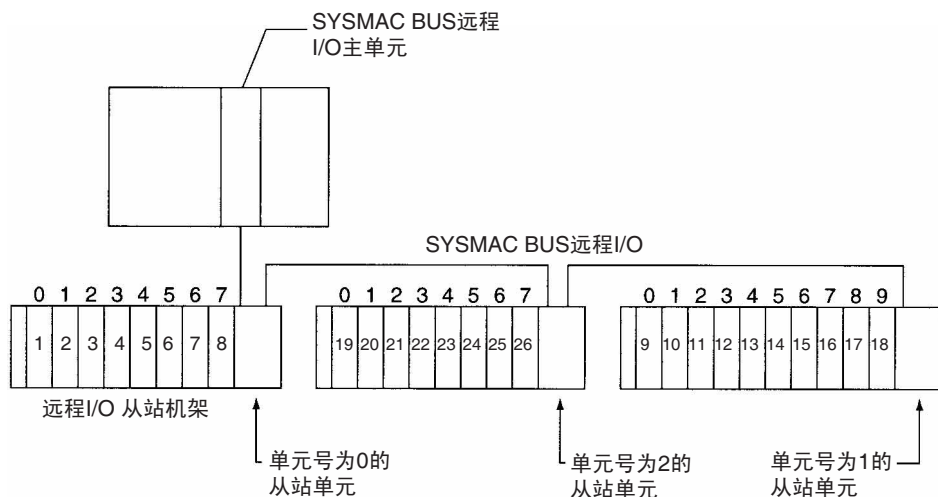 SYSMAC BUS远程
I/O主单元
SYSMAC BUS远程I/O
0 1 2 3 4 5 6 7
0 1 2 3 4 5 6 7
0 1 2 3 4 5 6 7 8 9
1 2 3 4 5 6 7 8
19 20 21 22 23 24 25 26
9 10 11 12 13 14 15 16 17 18
远程I/O 从站机架
单元号为0的
从站单元
单元号为2的
从站单元
单元号为1的
从站单元